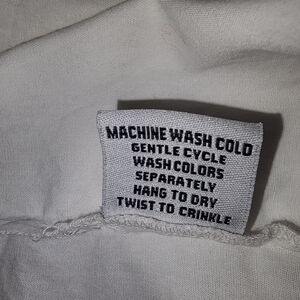 MACHINE WASH COLD
GENTLE CYCLE
WASH COLORS
SEPARATELY
HANG TO DRY
TWIST TO CRINKLE